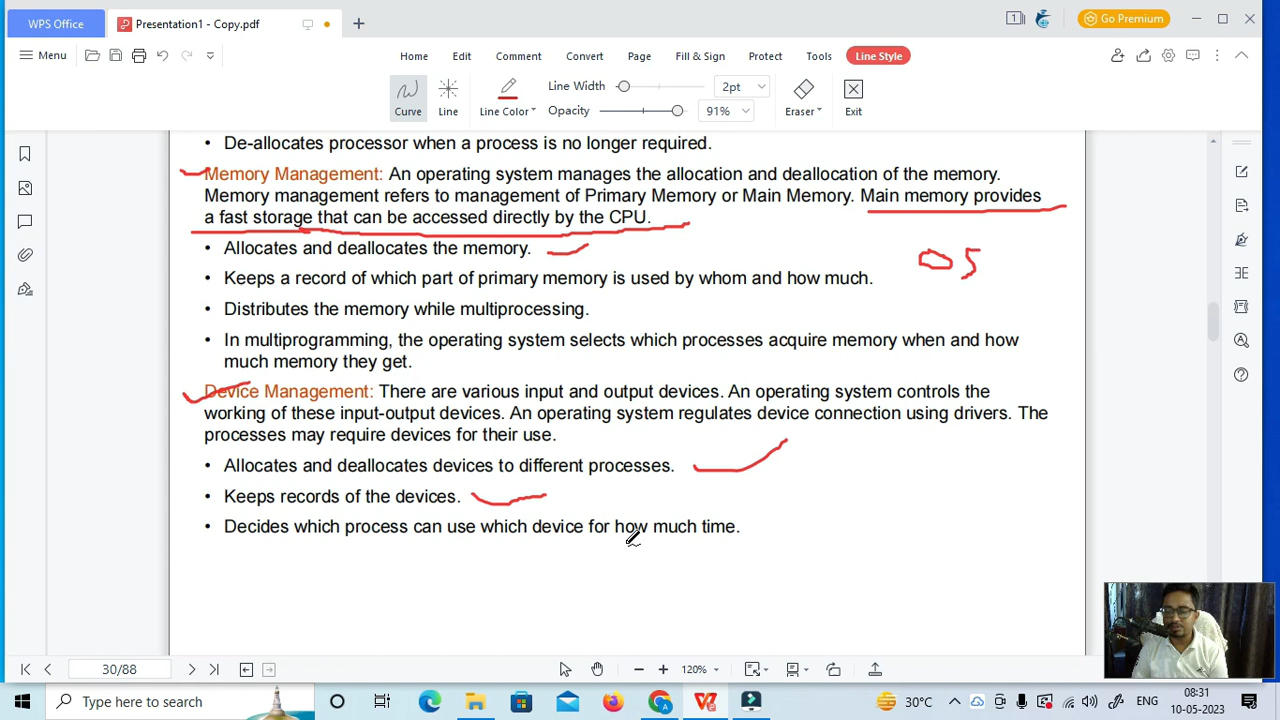 WPS Office
Presentation1 - Copy.pdf
1
Go Premium
Menu
Home
Edit
Comment
Convert
Page
Fill & Sign
Protect
Tools
Line Style
Curve
Line
Line Color
Line Width
2pt
Opacity
91%
Eraser
Exit
• De-allocates processor when a process is no longer required.
Memory Management: An operating system manages the allocation and deallocation of the memory.
Memory management refers to management of Primary Memory or Main Memory. Main memory provides
a fast storage that can be accessed directly by the CPU.
• Allocates and deallocates the memory.
OS
• Keeps a record of which part of primary memory is used by whom and how much.
• Distributes the memory while multiprocessing.
• In multiprogramming, the operating system selects which processes acquire memory when and how
much memory they get.
Device Management: There are various input and output devices. An operating system controls the
working of these input-output devices. An operating system regulates device connection using drivers. The
processes may require devices for their use.
• Allocates and deallocates devices to different processes.
• Keeps records of the devices.
• Decides which process can use which device for how much time.
30/88
120%
Type here to search
30°C
ENG
08:31
10-05-2023